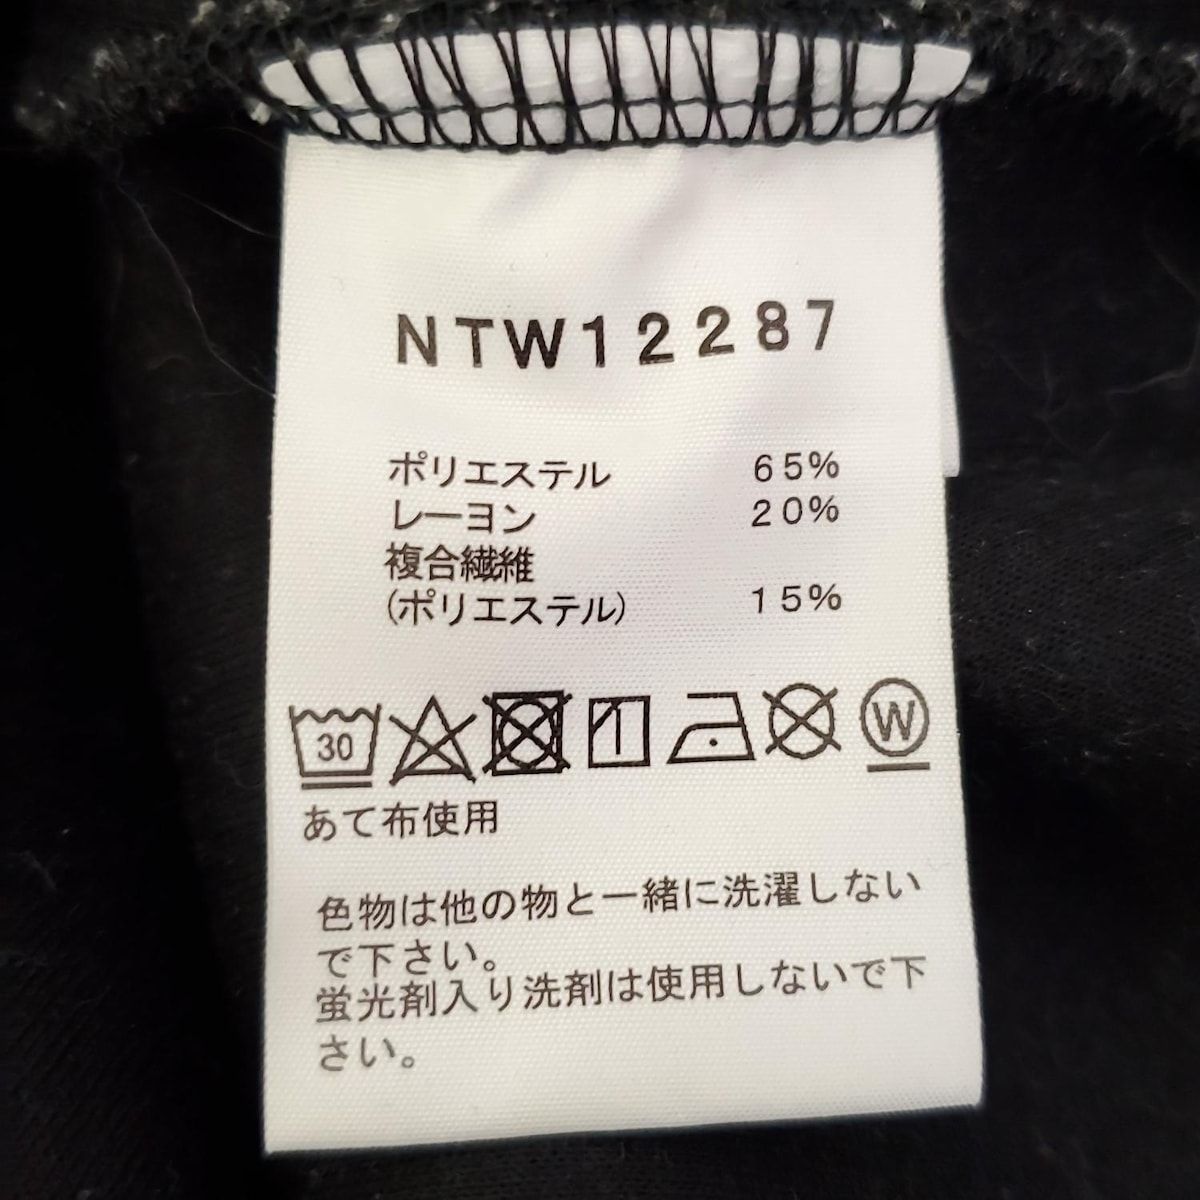 NTW12287
ポリエステル 65%
レーヨン 20%
複合繊維
(ポリエステル) 15%
30
W
あて布使用
色物は他の物と一緒に洗濯しない
で下さい。
蛍光剤入り洗剤は使用しないで下
さい。